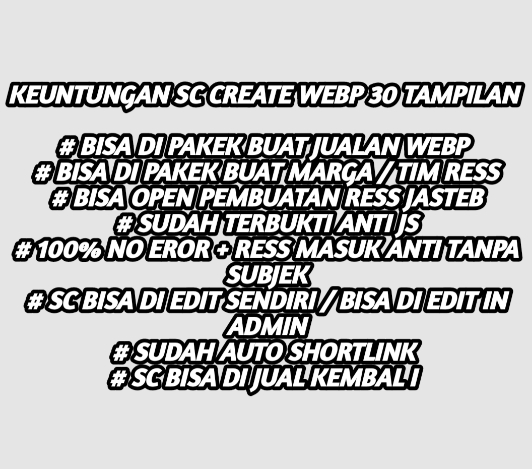 KEUNTUNGAN SC CREATE WEBP 30 TAMPILAN
# BISA DI PAKEK BUAT JUALAN WEBP
# BISA DI PAKEK BUAT MARGA / TIM RESS
# BISA OPEN PEMBUATAN RESS JASTEB
# SUDAH TERBUKTI ANTI JS
# 100% NO EROR + RESS MASUK ANTI TANPA
SUBJEK
# SC BISA DI EDIT SENDIRI / BISA DI EDIT IN
ADMIN
# SUDAH AUTO SHORTLINK
# SC BISA DI JUAL KEMBAL I